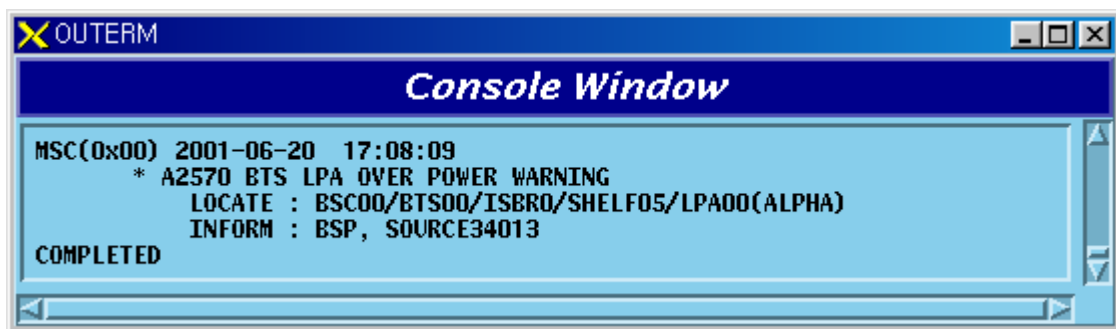 OUTERM
Console Window
MSC(0x00) 2001-06-20 17:08:09
* A2570 BTS LPA OVER POWER WARNING
LOCATE : BSC00/BTS00/ISBR0/SHELF05/LPA00(ALPHA)
INFORM : BSP, SOURCE34013
COMPLETED